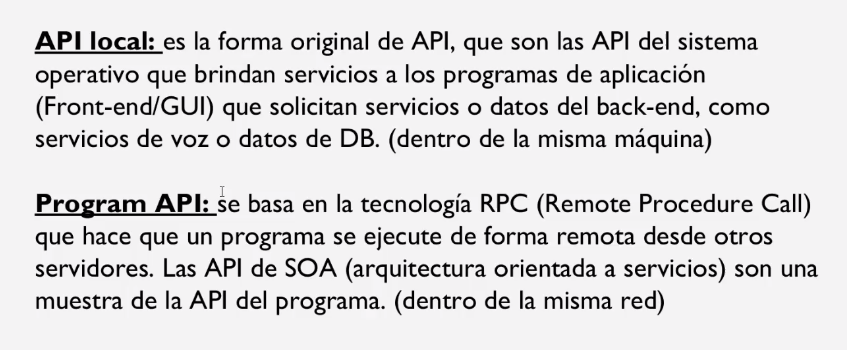 API local: es la forma original de API, que son las API del sistema
operativo que brindan servicios a los programas de aplicación
(Front-end/GUI) que solicitan servicios o datos del back-end, como
servicios de voz o datos de DB. (dentro de la misma máquina)
Program API: se basa en la tecnología RPC (Remote Procedure Call)
que hace que un programa se ejecute de forma remota desde otros
servidores. Las API de SOA (arquitectura orientada a servicios) son una
muestra de la API del programa. (dentro de la misma red)